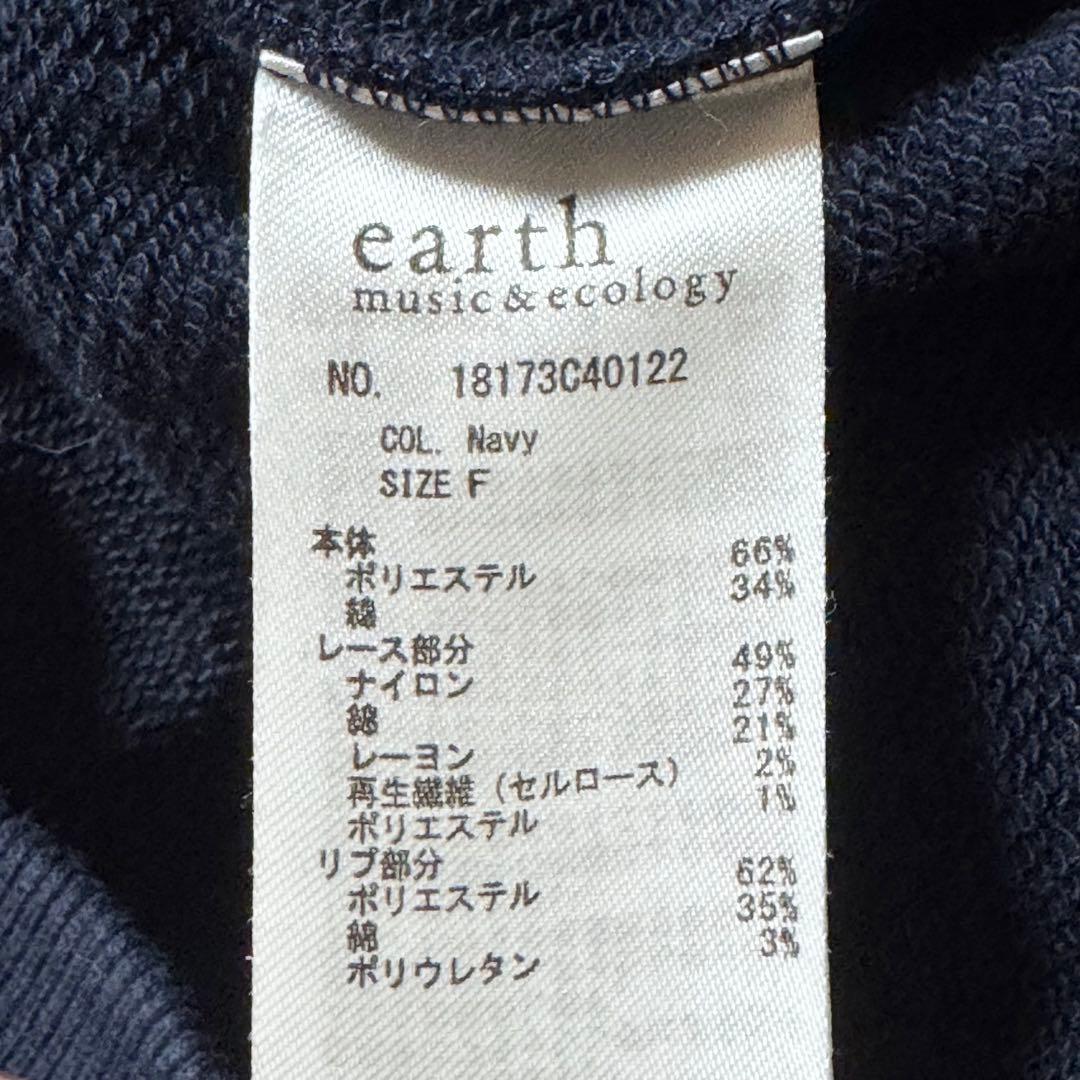 earth
music & ecology
NO. 18173C40122
COL. Navy
SIZE F
本体
ポリエステル 66%
綿 34%
レース部分
ナイロン 49%
綿 27%
レーヨン 21%
再生繊維(セルロース) 2%
ポリエステル 1%
リブ部分
ポリエステル 62%
綿 35%
ポリウレタン 3%